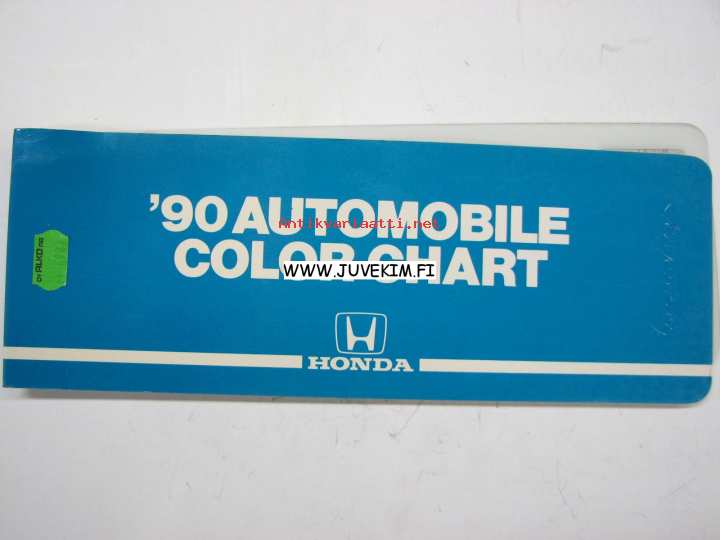 '90 AUTOMOBILE
Antikvariaatti.net
COLOR CHART
WWW.JUVEKIM.FI
HONDA